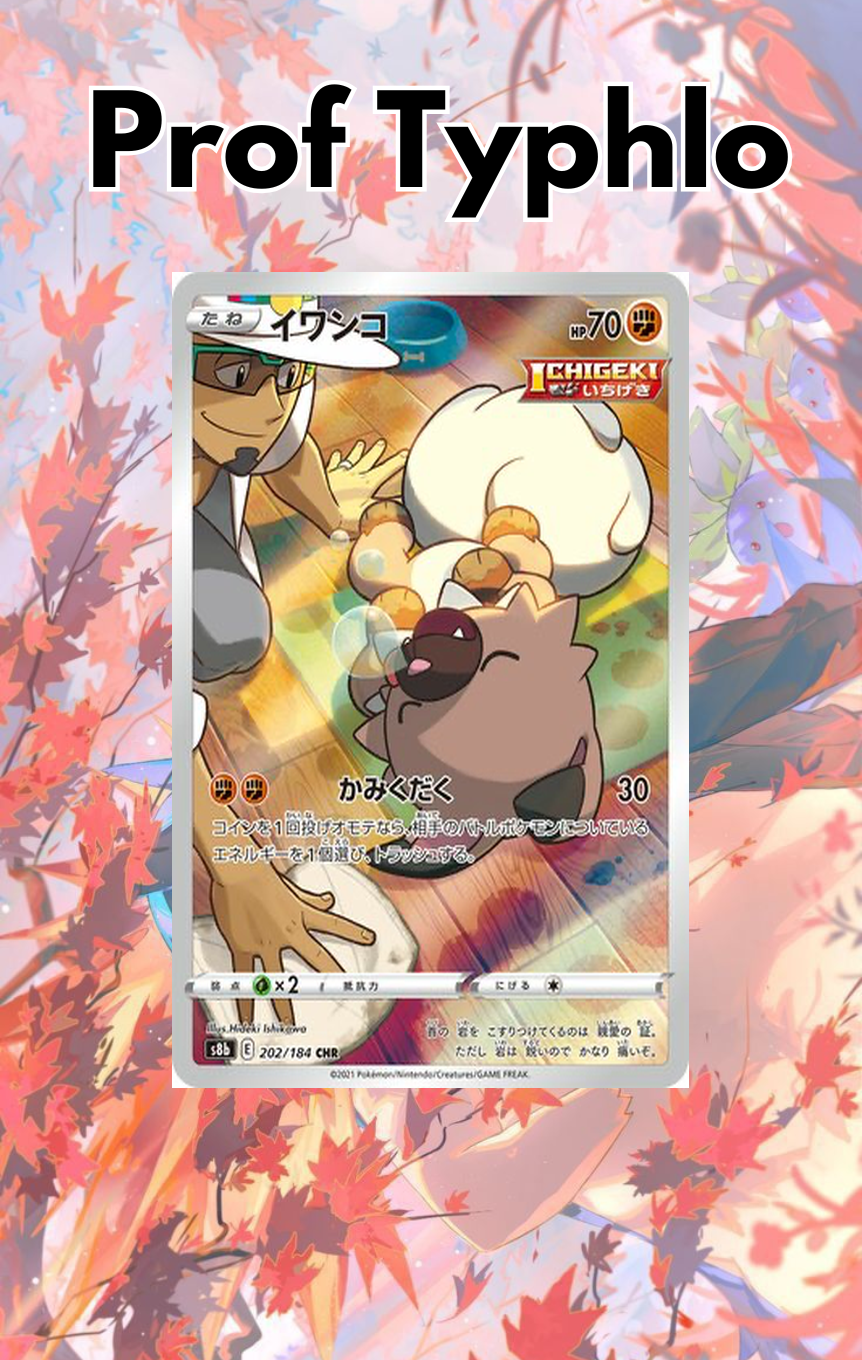 Prof Typhlo
たね イワンコ HP70
ICHIGEKI
いちげき
かみくだく 30
コインを1回投げオモテなら、相手のバトルポケモンについている
エネルギーを1個選び、トラッシュする。
弱点 ×2 抵抗力 にげる
illus. Hideki Ishikawa
首の 岩を こすりつけてくるのは 親愛の 証。
ただし 岩は 鋭いので かなり 痛いぞ。
s8b E 202/184 CHR
©2021 Pokémon/Nintendo/Creatures/GAME FREAK.